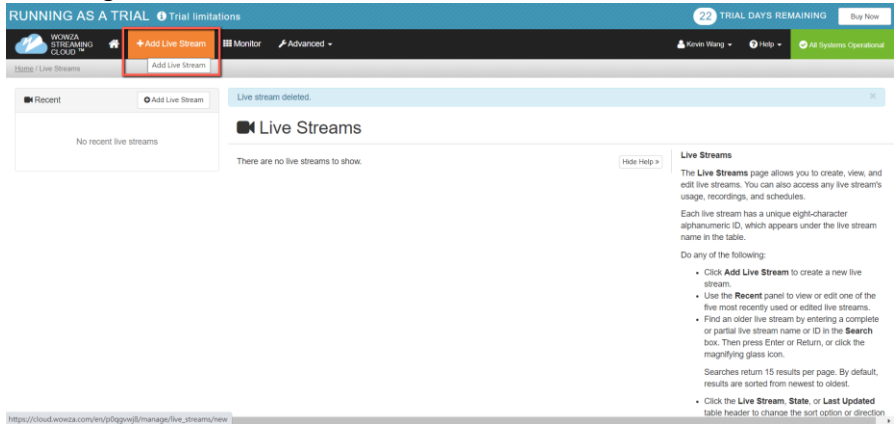 RUNNING AS A TRIAL Trial limitations 22 TRIAL DAYS REMAINING Buy Now
WOWZA STREAMING CLOUD ™ +Add Live Stream Monitor Advanced Kevin Wang Help All Systems Operational
Home / Live Streams Add Live Stream
Recent Add Live Stream
No recent live streams
Live stream deleted. ×
Live Streams
There are no live streams to show.
Hide Help »
Live Streams
The Live Streams page allows you to create, view, and
edit live streams. You can also access any live stream's
usage, recordings, and schedules.
Each live stream has a unique eight-character
alphanumeric ID, which appears under the live stream
name in the table.
Do any of the following:
• Click Add Live Stream to create a new live
stream.
• Use the Recent panel to view or edit one of the
five most recently used or edited live streams.
• Find an older live stream by entering a complete
or partial live stream name or ID in the Search
box. Then press Enter or Return, or click the
magnifying glass icon.
Searches return 15 results per page. By default,
results are sorted from newest to oldest.
• Click the Live Stream, State, or Last Updated
table header to change the sort option or direction